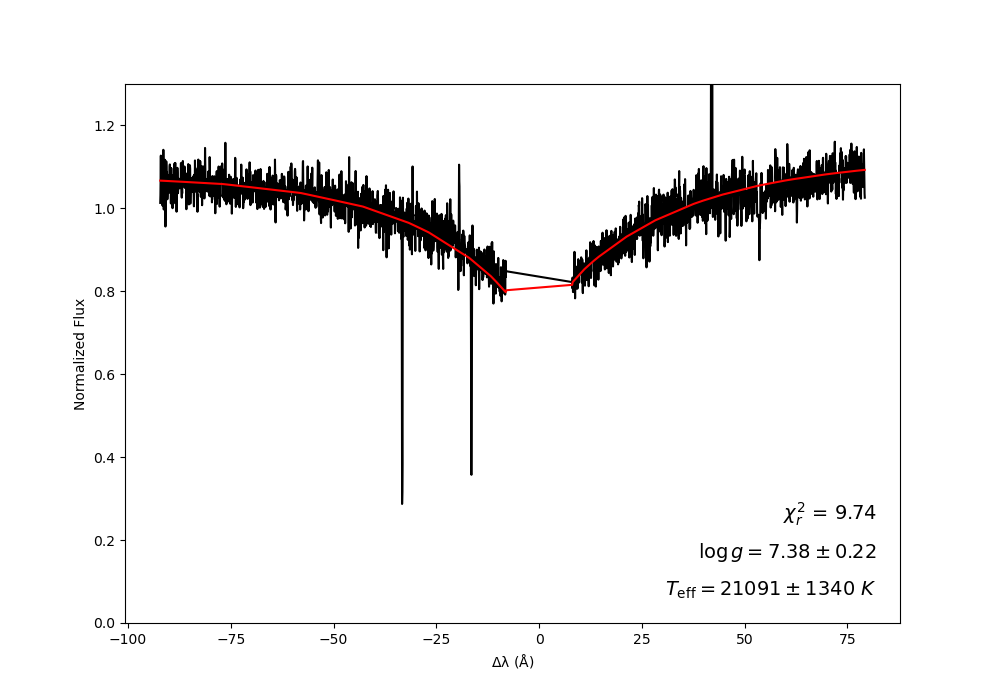 1.2
1.0
0.8
0.6
0.4
0.2
0.0
Normalized Flux
χ²ᵣ = 9.74
log g = 7.38 ± 0.22
T_eff = 21091 ± 1340 K
−100 −75 −50 −25 0 25 50 75
Δλ (Å)